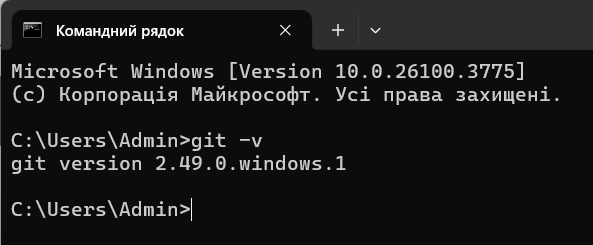 Командний рядок
Microsoft Windows [Version 10.0.26100.3775]
(c) Корпорація Майкрософт. Усі права захищені.
C:\Users\Admin>git -v
git version 2.49.0.windows.1
C:\Users\Admin>